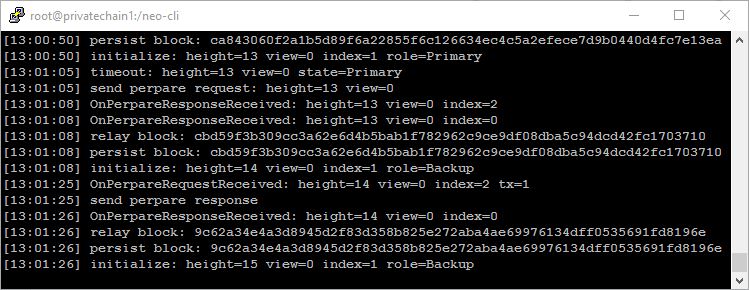 root@privatechain1:/neo-cli
[13:00:50] persist block: ca843060f2a1b5d89f6a22855f6c126634ec4c5a2efece7d9b0440d4fc7e13ea
[13:00:50] initialize: height=13 view=0 index=1 role=Primary
[13:01:05] timeout: height=13 view=0 state=Primary
[13:01:05] send perpare request: height=13 view=0
[13:01:08] OnPerpareResponseReceived: height=13 view=0 index=2
[13:01:08] OnPerpareResponseReceived: height=13 view=0 index=0
[13:01:08] relay block: cbd59f3b309cc3a62e6d4b5bab1f782962c9ce9df08dba5c94dcd42fc1703710
[13:01:08] persist block: cbd59f3b309cc3a62e6d4b5bab1f782962c9ce9df08dba5c94dcd42fc1703710
[13:01:08] initialize: height=14 view=0 index=1 role=Backup
[13:01:25] OnPerpareRequestReceived: height=14 view=0 index=2 tx=1
[13:01:25] send perpare response
[13:01:26] OnPerpareResponseReceived: height=14 view=0 index=0
[13:01:26] relay block: 9c62a34e4a3d8945d2f83d358b825e272aba4ae69976134dff0535691fd8196e
[13:01:26] persist block: 9c62a34e4a3d8945d2f83d358b825e272aba4ae69976134dff0535691fd8196e
[13:01:26] initialize: height=15 view=0 index=1 role=Backup